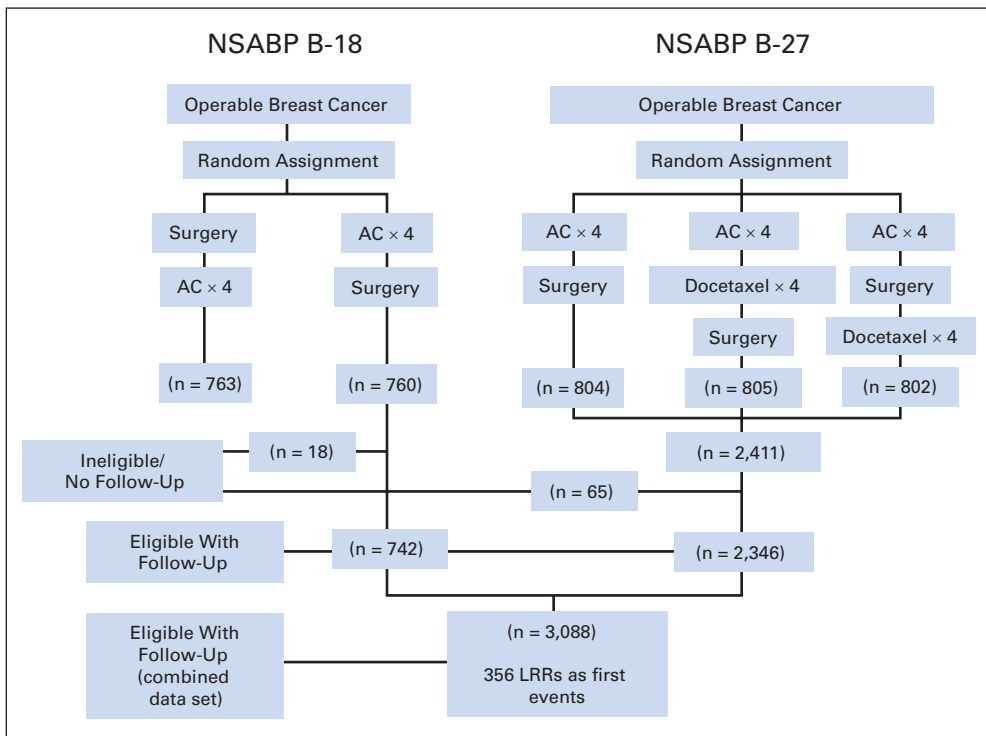 NSABP B-18
NSABP B-27
Operable Breast Cancer
Operable Breast Cancer
Random Assignment
Random Assignment
Surgery
AC × 4
AC × 4
AC × 4
AC × 4
AC × 4
Surgery
Surgery
Docetaxel × 4
Surgery
Surgery
Docetaxel × 4
(n = 763)
(n = 760)
(n = 804)
(n = 805)
(n = 802)
Ineligible/
No Follow-Up
(n = 18)
(n = 2,411)
(n = 65)
Eligible With
Follow-Up
(n = 742)
(n = 2,346)
Eligible With
Follow-Up
(combined
data set)
(n = 3,088)
356 LRRs as first
events